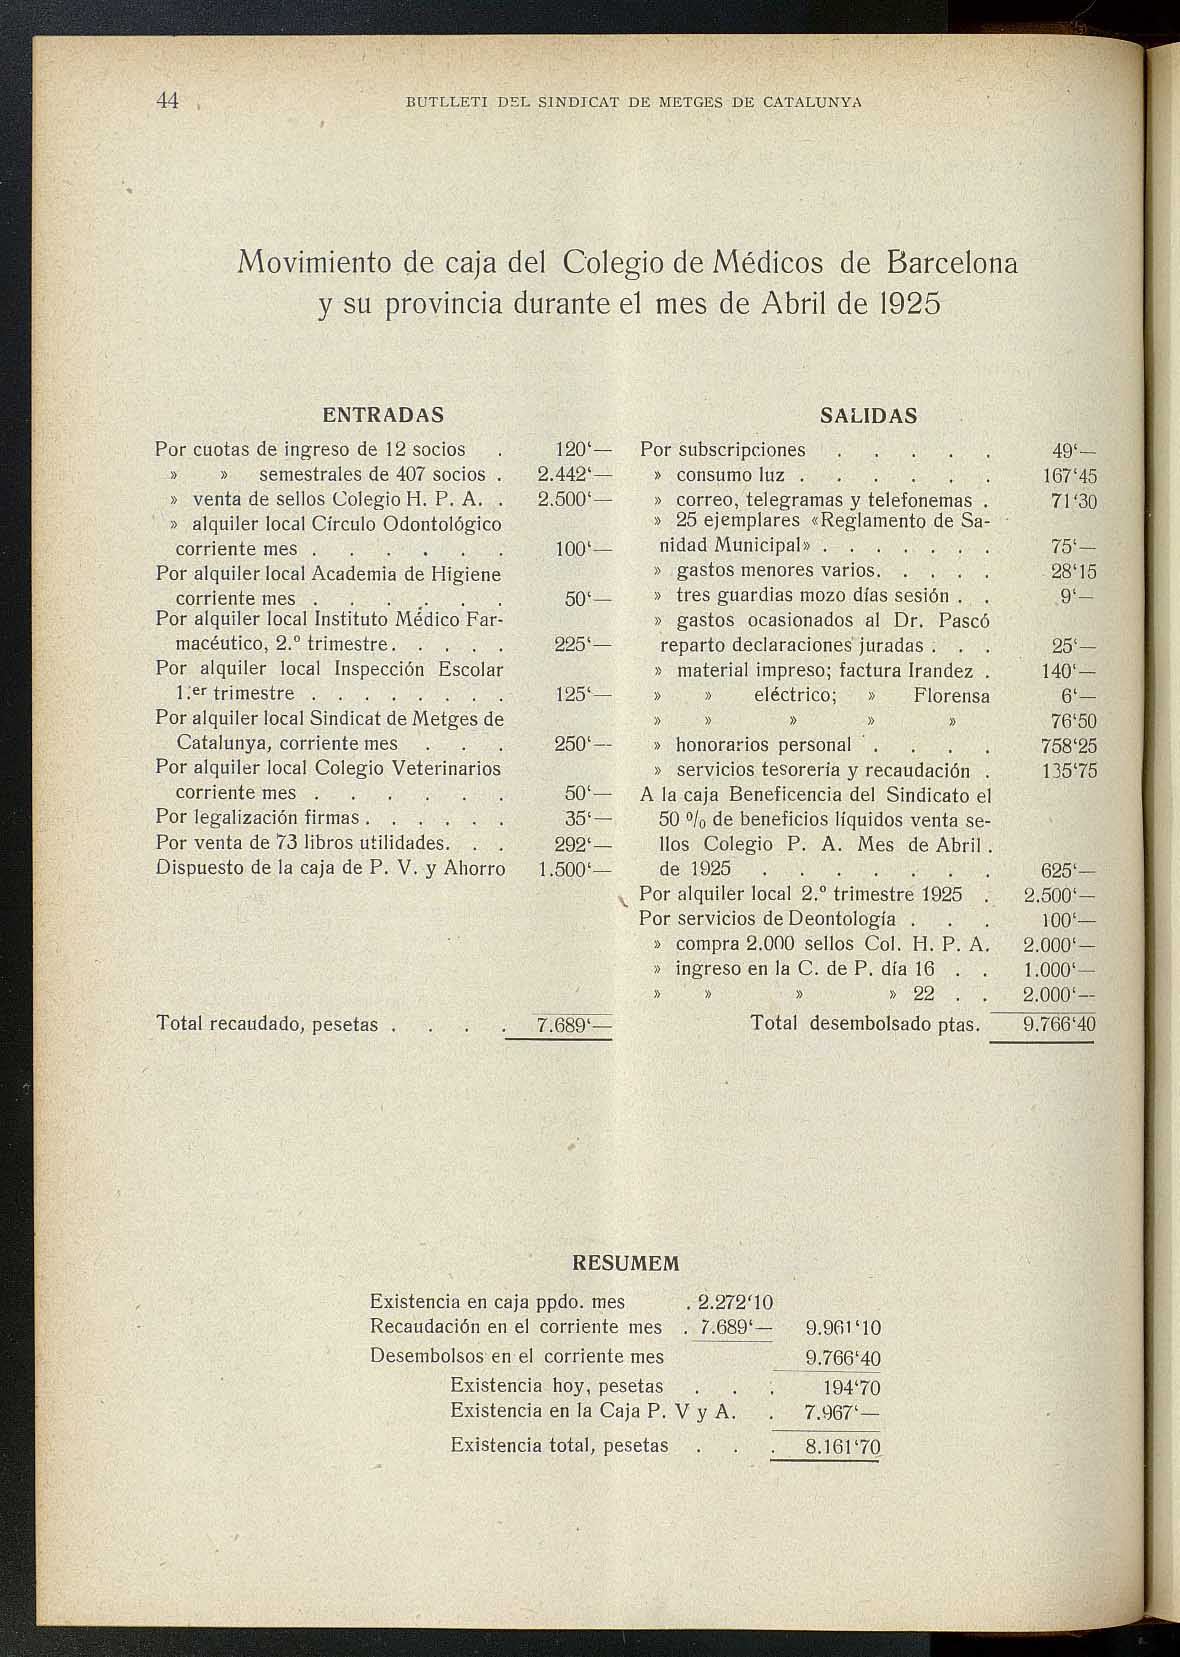 44
BUTLLETI DEL SINDICAT DE METGES DE CATALUNYA
Movimiento de caja del Colegio de Médicos de Barcelona
y su provincia durante el mes de Abril de 1925
ENTRADAS
Por cuotas de ingreso de 12 socios . 120‘—
» » semestrales de 407 socios . 2.442‘—
» venta de sellos Colegio H. P. A. . 2.500‘—
» alquiler local Círculo Odontológico
corriente mes . . . . . . 100‘—
Por alquiler local Academia de Higiene
corriente mes . . . . . . 50‘—
Por alquiler local Instituto Médico Far-
macéutico, 2.º trimestre. . . . . 225‘—
Por alquiler local Inspección Escolar
1.er trimestre . . . . . . . . 125‘—
Por alquiler local Sindicat de Metges de
Catalunya, corriente mes . . . 250‘—
Por alquiler local Colegio Veterinarios
corriente mes . . . . . . 50‘—
Por legalización firmas . . . . . . 35‘—
Por venta de 73 libros utilidades. . . 292‘—
Dispuesto de la caja de P. V. y Ahorro 1.500‘—
Total recaudado, pesetas . . . . 7.689‘—
SALIDAS
Por subscripciones . . . . . 49‘—
» consumo luz . . . . . . 167‘45
» correo, telegramas y telefonemas . 71‘30
» 25 ejemplares «Reglamento de Sa-
nidad Municipal» . . . . . . . 75‘—
» gastos menores varios. . . . . 28‘15
» tres guardias mozo días sesión . . 9‘—
» gastos ocasionados al Dr. Pascó
reparto declaraciones juradas . . . 25‘—
» material impreso; factura Irandez . 140‘—
» » eléctrico; » Florensa 6‘—
» » » » » 76‘50
» honorarios personal . . . . . 758‘25
» servicios tesorería y recaudación . 135‘75
A la caja Beneficencia del Sindicato el
50 % de beneficios líquidos venta se-
llos Colegio P. A. Mes de Abril .
de 1925 . . . . . . . 625‘—
Por alquiler local 2.º trimestre 1925 . 2.500‘—
Por servicios de Deontología . . . 100‘—
» compra 2.000 sellos Col. H. P. A. 2.000‘—
» ingreso en la C. de P. día 16 . . 1.000‘—
» » » » 22 . . 2.000‘—
Total desembolsado ptas. 9.766‘40
RESUMEM
Existencia en caja ppdo. mes . 2.272‘10
Recaudación en el corriente mes . 7.689‘— 9.961‘10
Desembolsos en el corriente mes 9.766‘40
Existencia hoy, pesetas . . . 194‘70
Existencia en la Caja P. V y A. . 7.967‘—
Existencia total, pesetas . . . 8.161‘70